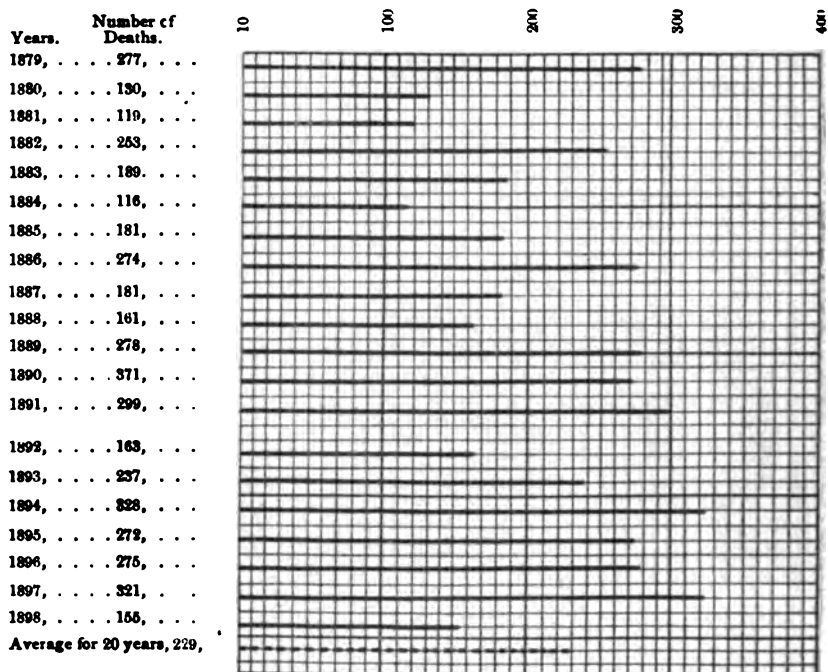 Number cf
Years. Deaths.
10 100 200 300 400
1879, . . . . 277, . . .
1880, . . . . 130, . . .
1881, . . . . 119, . . .
1882, . . . . 253, . . .
1883, . . . . 189. . . .
1884, . . . . 116, . . .
1885, . . . . 181, . . .
1886, . . . . 274, . . .
1887, . . . . 181, . . .
1888, . . . . 161, . . .
1889, . . . . 278, . . .
1890, . . . . 371, . . .
1891, . . . . 299, . . .
1892, . . . . 163, . . .
1893, . . . . 237, . . .
1894, . . . . 328, . . .
1895, . . . . 272, . . .
1896, . . . . 275, . . .
1897, . . . . 321, . . .
1898, . . . . 155, . . .
Average for 20 years, 229,